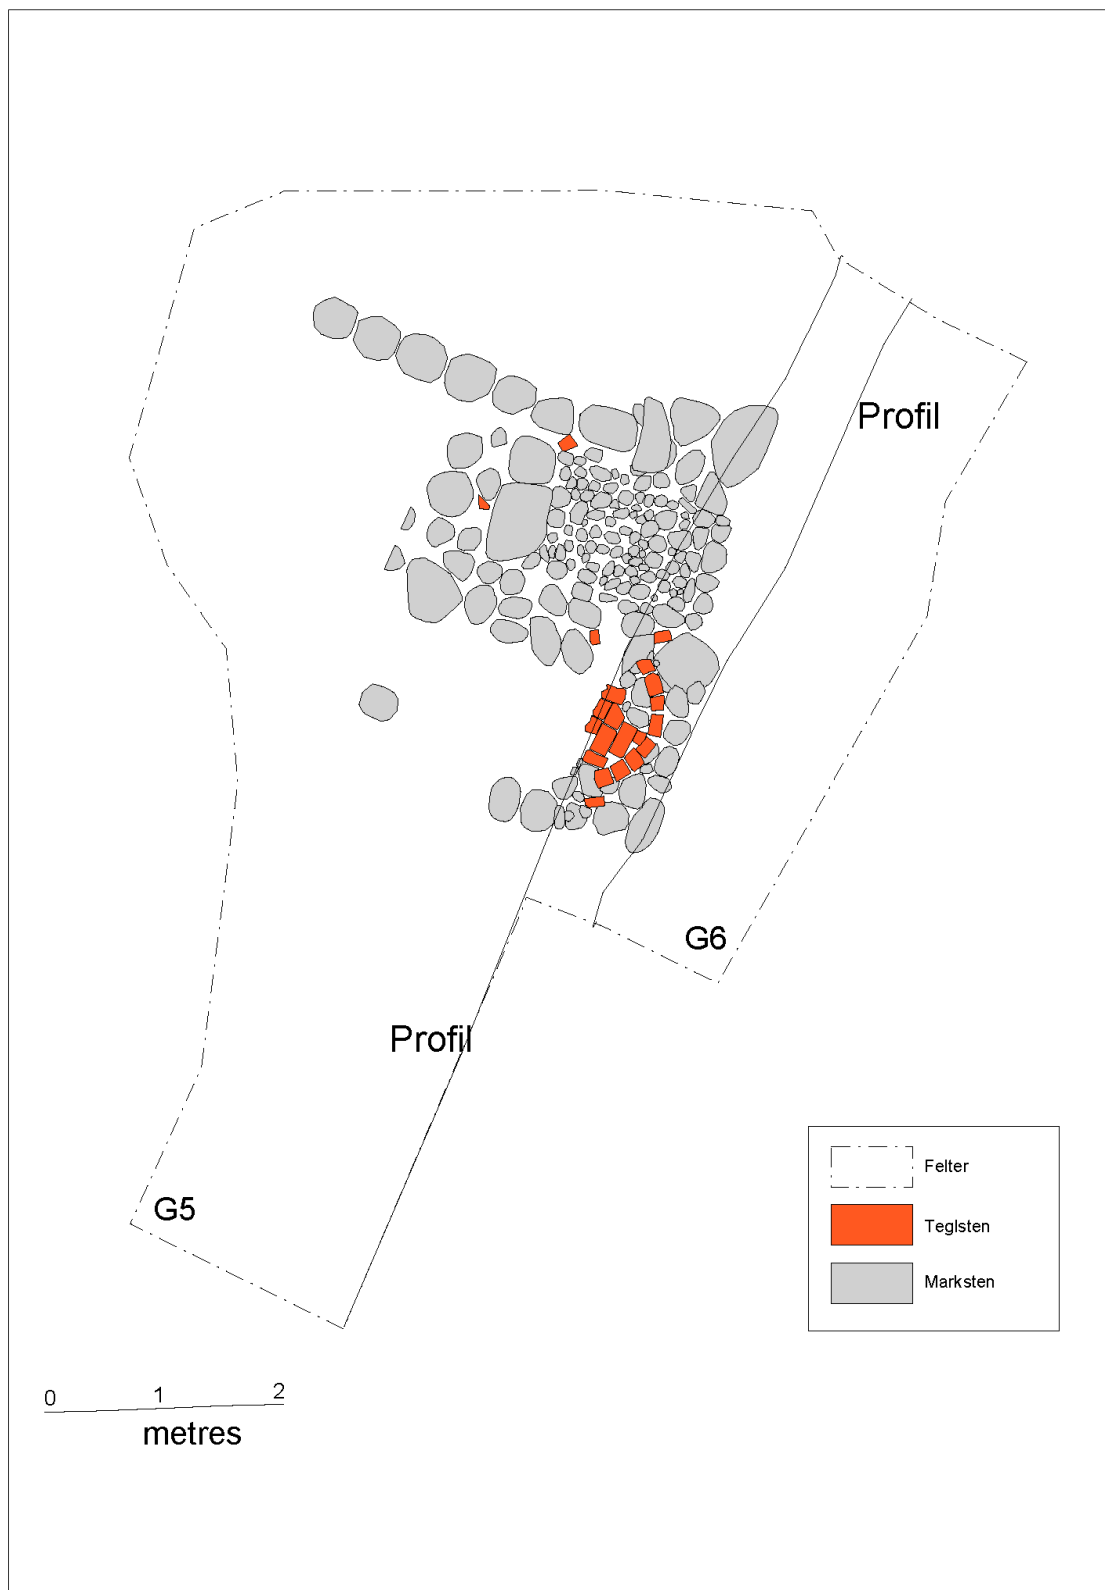 Profil
G6
Profil
G5
Felter
Teglsten
Marksten
0 1 2
metres